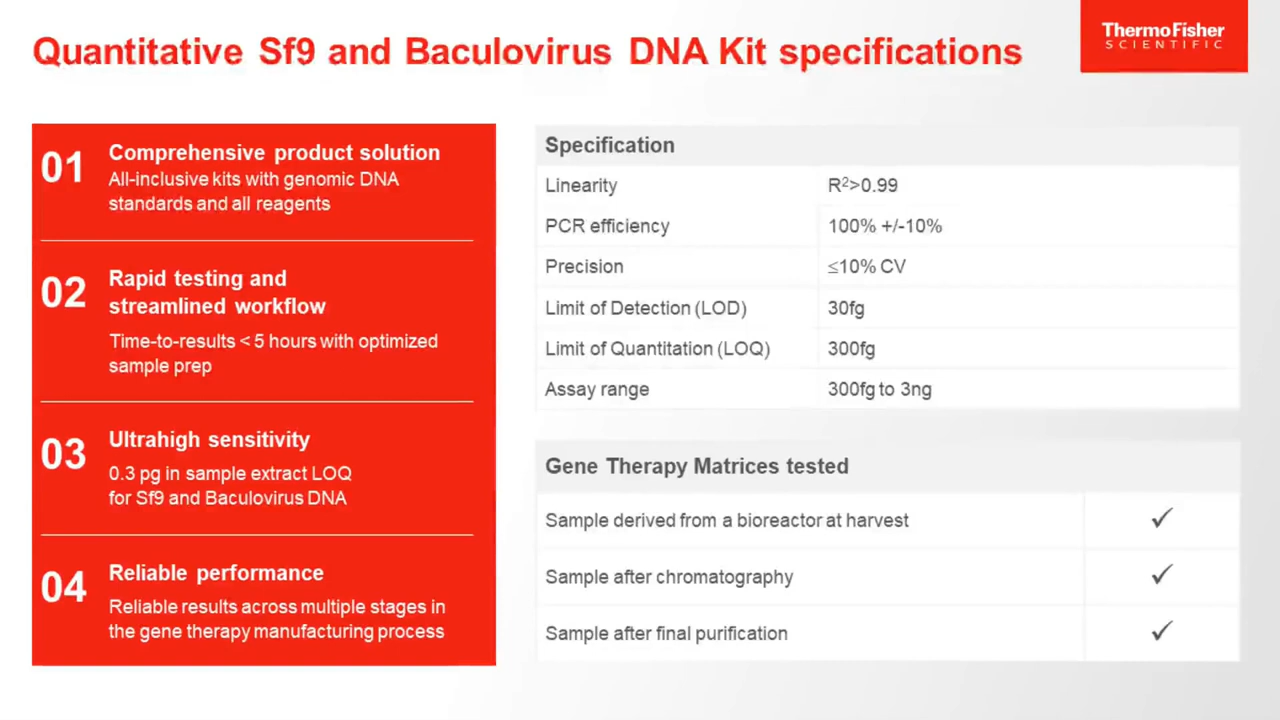 Quantitative Sf9 and Baculovirus DNA Kit specifications
ThermoFisher
SCIENTIFIC
01
Comprehensive product solution
All-inclusive kits with genomic DNA
standards and all reagents
02
Rapid testing and
streamlined workflow
Time-to-results < 5 hours with optimized
sample prep
03
Ultrahigh sensitivity
0.3 pg in sample extract LOQ
for Sf9 and Baculovirus DNA
04
Reliable performance
Reliable results across multiple stages in
the gene therapy manufacturing process
Specification
Linearity R²>0.99
PCR efficiency 100% +/-10%
Precision ≤10% CV
Limit of Detection (LOD) 30fg
Limit of Quantitation (LOQ) 300fg
Assay range 300fg to 3ng
Gene Therapy Matrices tested
Sample derived from a bioreactor at harvest ✓
Sample after chromatography ✓
Sample after final purification ✓